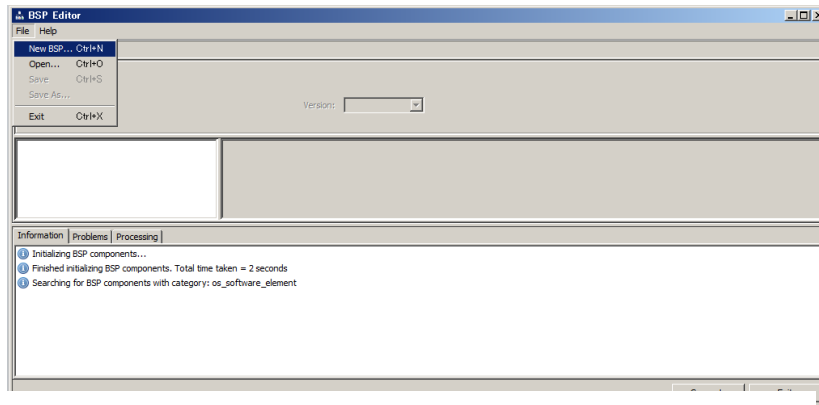 BSP Editor
File Help
New BSP... Ctrl+N
Open... Ctrl+O
Save Ctrl+S
Save As...
Exit Ctrl+X
Version:
Information Problems Processing
Initializing BSP components...
Finished initializing BSP components. Total time taken = 2 seconds
Searching for BSP components with category: os_software_element